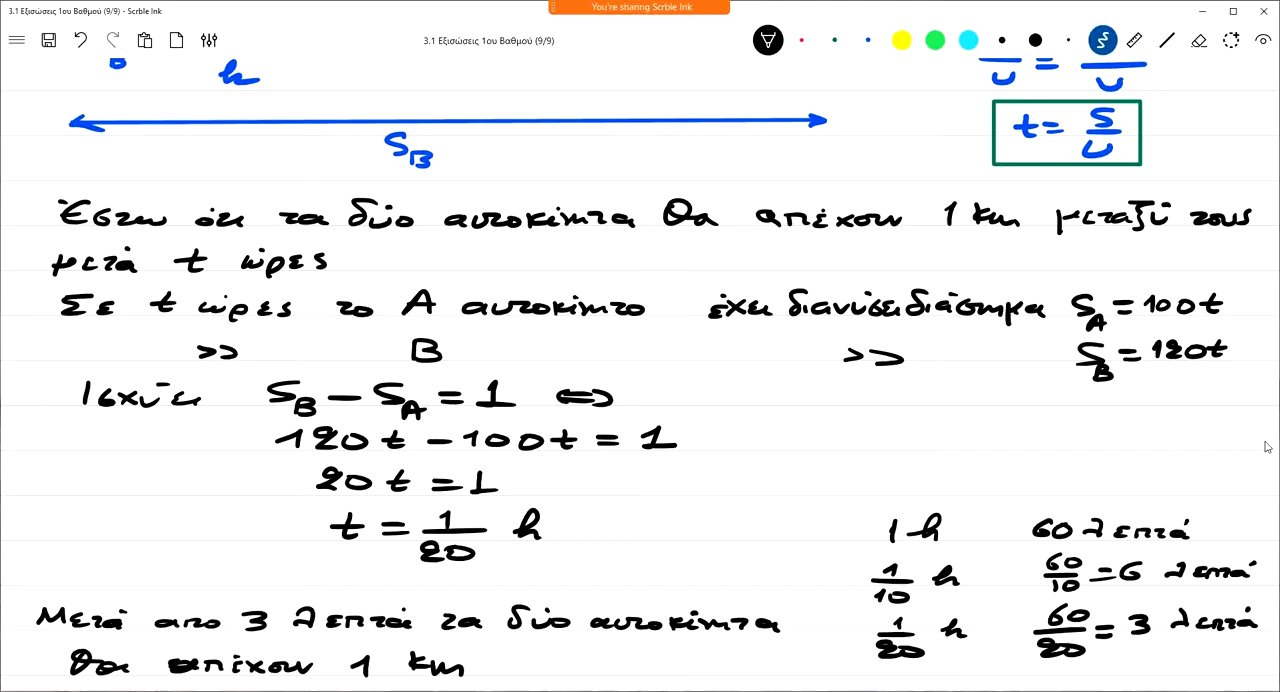 3.1 Εξισώσεις 1ου Βαθμού (9/9) - Scrble Ink
You're sharing Scrble Ink
3.1 Εξισώσεις 1ου Βαθμού (9/9)
h
υ = υ
S_B
t = S/υ
Έστω ότι τα δύο αυτοκίνητα θα απέχουν 1 km μεταξύ τους
μετά t ώρες
Σε t ώρες το A αυτοκίνητο έχει διανύσει διάστημα S_A = 100t
>> B >> S_B = 120t
Ισχύει S_B - S_A = 1 ⇔
120t - 100t = 1
20t = 1
t = 1/20 h
1 h 60 λεπτά
1/10 h 60/10 = 6 λεπτά
1/20 h 60/20 = 3 λεπτά
Μετά από 3 λεπτά τα δύο αυτοκίνητα
θα απέχουν 1 km